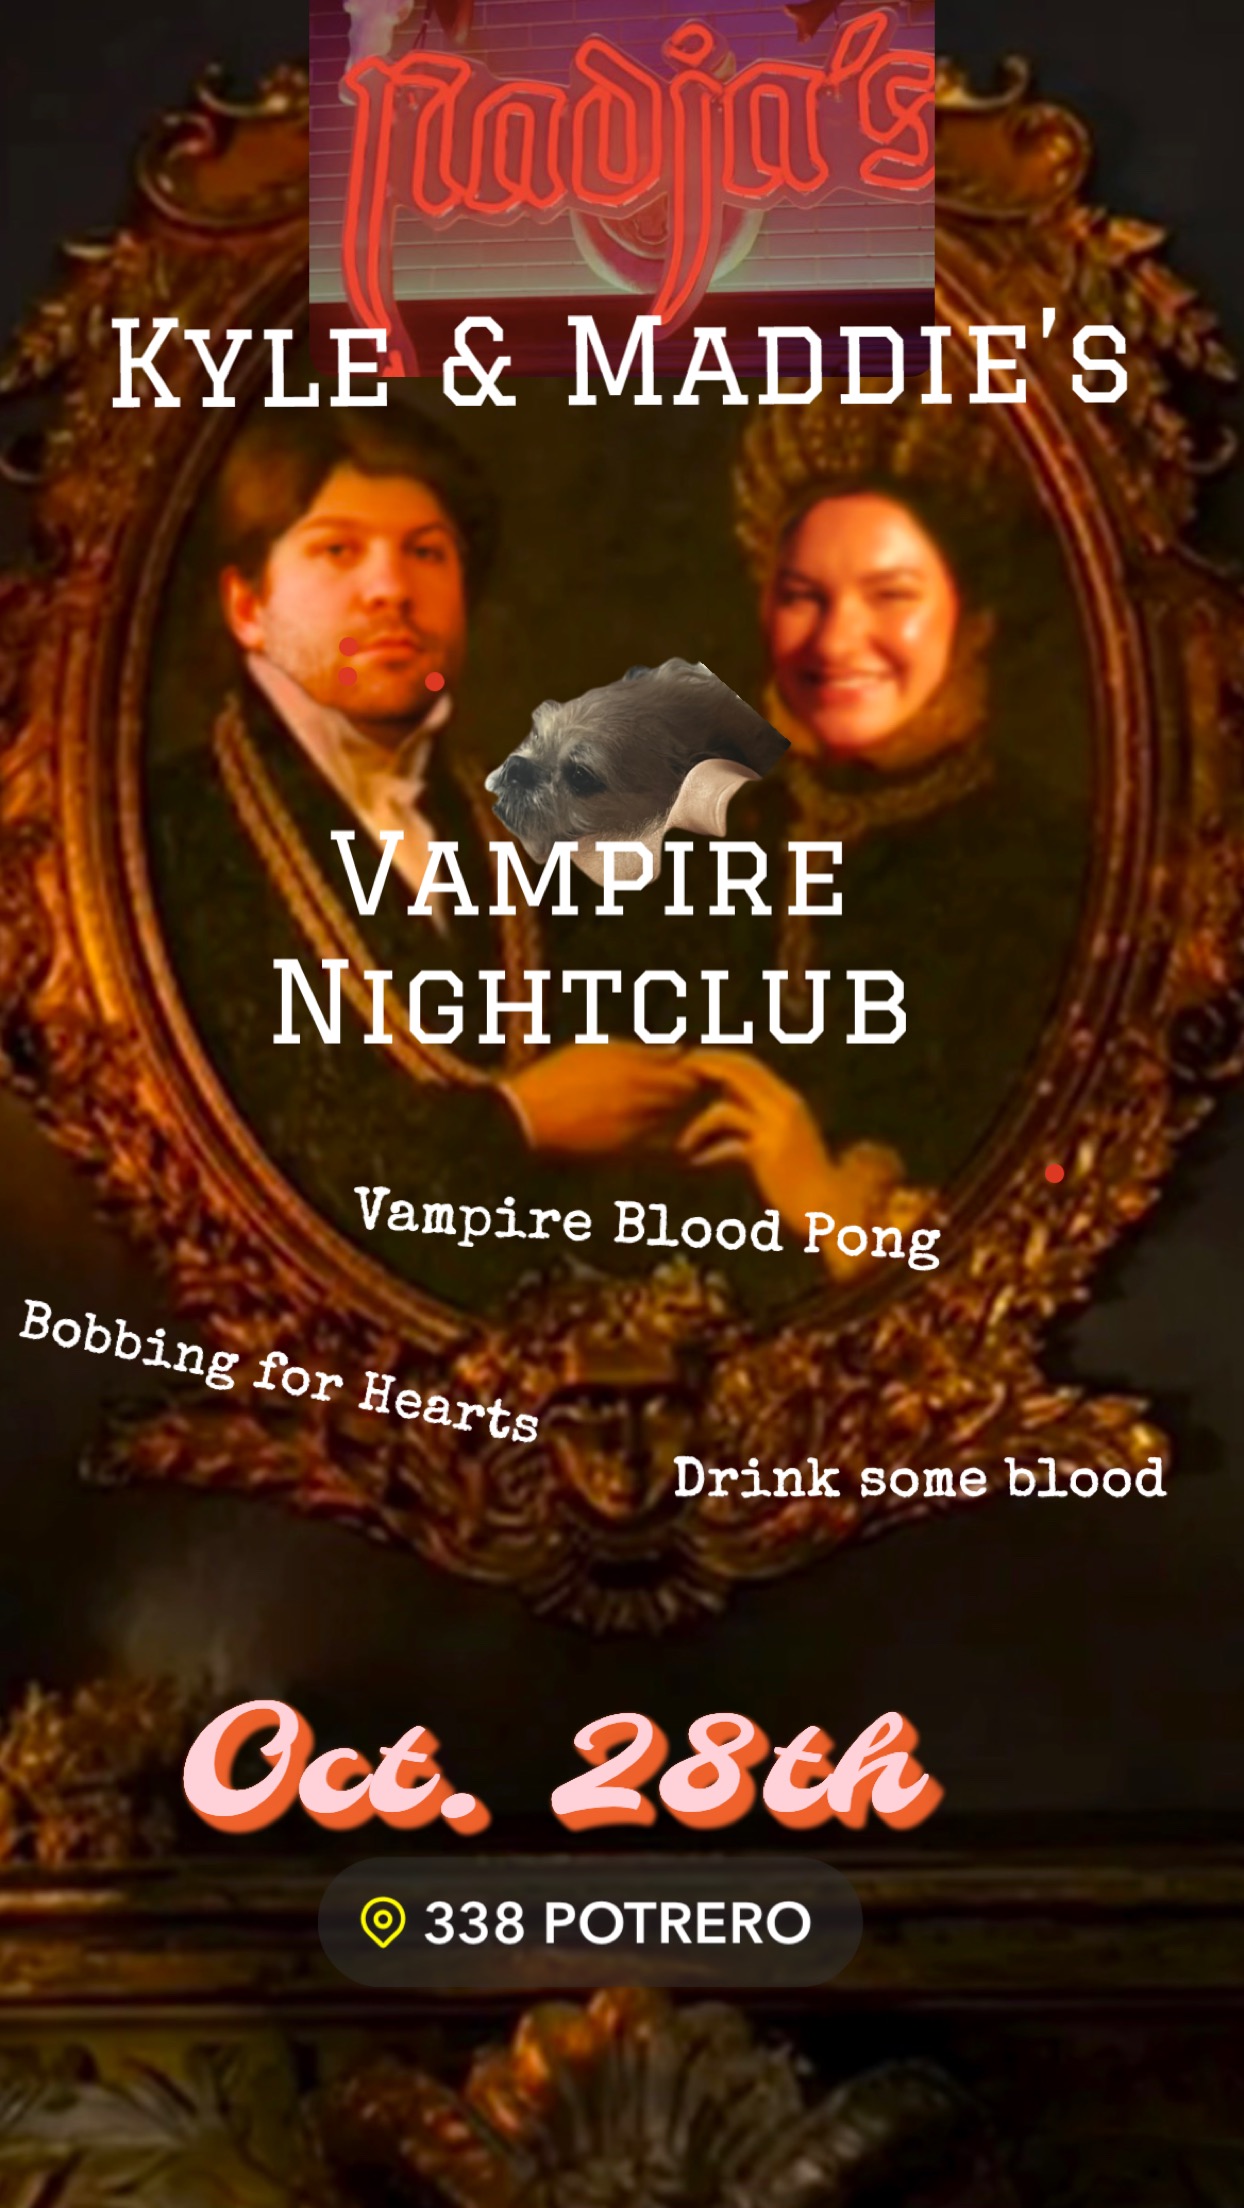 Nadja's
Kyle & Maddie's
Vampire
Nightclub
Vampire Blood Pong
Bobbing for Hearts
Drink some blood
Oct. 28th
338 POTRERO